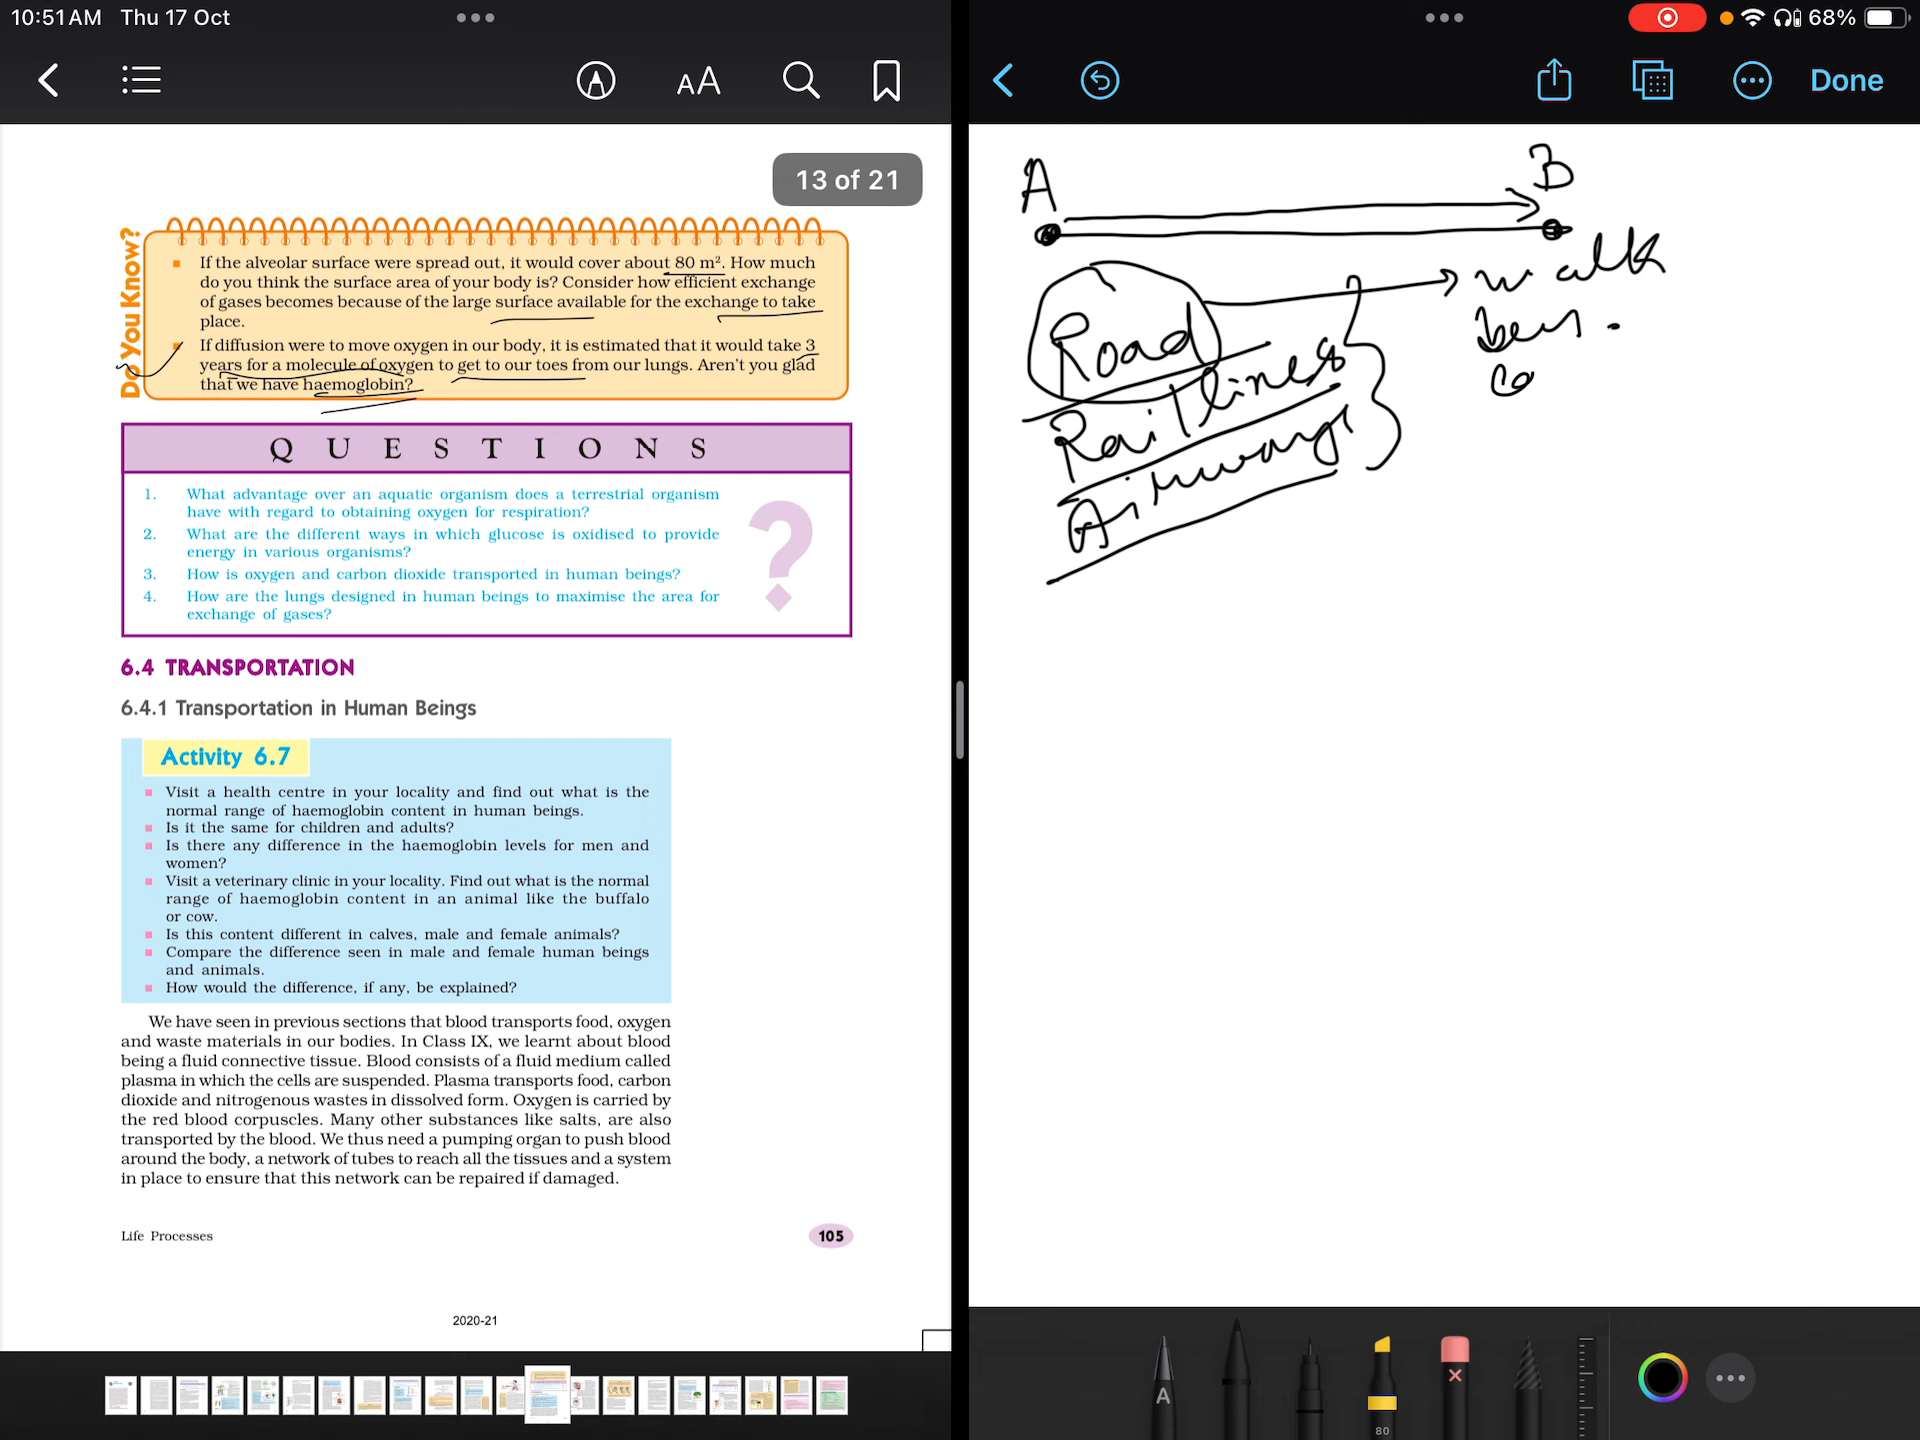 10:51 AM Thu 17 Oct
68%
Done
13 of 21
Do You Know?
If the alveolar surface were spread out, it would cover about 80 m². How much
do you think the surface area of your body is? Consider how efficient exchange
of gases becomes because of the large surface available for the exchange to take
place.
If diffusion were to move oxygen in our body, it is estimated that it would take 3
years for a molecule of oxygen to get to our toes from our lungs. Aren't you glad
that we have haemoglobin?
QUESTIONS
1. What advantage over an aquatic organism does a terrestrial organism
have with regard to obtaining oxygen for respiration?
2. What are the different ways in which glucose is oxidised to provide
energy in various organisms?
3. How is oxygen and carbon dioxide transported in human beings?
4. How are the lungs designed in human beings to maximise the area for
exchange of gases?
?
6.4 TRANSPORTATION
6.4.1 Transportation in Human Beings
Activity 6.7
Visit a health centre in your locality and find out what is the
normal range of haemoglobin content in human beings.
Is it the same for children and adults?
Is there any difference in the haemoglobin levels for men and
women?
Visit a veterinary clinic in your locality. Find out what is the normal
range of haemoglobin content in an animal like the buffalo
or cow.
Is this content different in calves, male and female animals?
Compare the difference seen in male and female human beings
and animals.
How would the difference, if any, be explained?
We have seen in previous sections that blood transports food, oxygen
and waste materials in our bodies. In Class IX, we learnt about blood
being a fluid connective tissue. Blood consists of a fluid medium called
plasma in which the cells are suspended. Plasma transports food, carbon
dioxide and nitrogenous wastes in dissolved form. Oxygen is carried by
the red blood corpuscles. Many other substances like salts, are also
transported by the blood. We thus need a pumping organ to push blood
around the body, a network of tubes to reach all the tissues and a system
in place to ensure that this network can be repaired if damaged.
Life Processes
105
2020-21
A B
Road walk
Railines
Airways
A
80